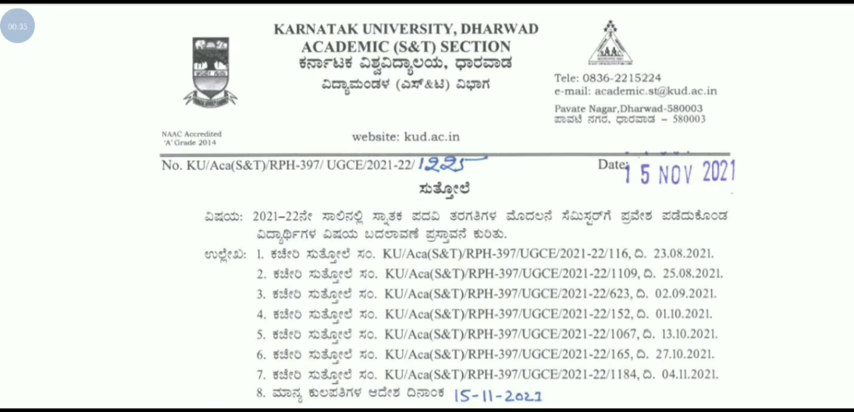 00:35
KARNATAK UNIVERSITY, DHARWAD
ACADEMIC (S&T) SECTION
ಕರ್ನಾಟಕ ವಿಶ್ವವಿದ್ಯಾಲಯ, ಧಾರವಾಡ
ವಿದ್ಯಾಮಂಡಳ (ಎಸ್&ಟಿ) ವಿಭಾಗ
Tele: 0836-2215224
e-mail: academic.st@kud.ac.in
Pavate Nagar,Dharwad-580003
ಪಾವಟೆ ನಗರ, ಧಾರವಾಡ – 580003
NAAC Accredited
'A' Grade 2014
website: kud.ac.in
No. KU/Aca(S&T)/RPH-397/ UGCE/2021-22/1225 Date: 15 NOV 2021
ಸುತ್ತೋಲೆ
ವಿಷಯ: 2021-22ನೇ ಸಾಲಿನಲ್ಲಿ ಸ್ನಾತಕ ಪದವಿ ತರಗತಿಗಳ ಮೊದಲನೆ ಸೆಮಿಸ್ಟರ್‌ಗೆ ಪ್ರವೇಶ ಪಡೆದುಕೊಂಡ
ವಿದ್ಯಾರ್ಥಿಗಳ ವಿಷಯ ಬದಲಾವಣೆ ಪ್ರಸ್ತಾವನೆ ಕುರಿತು.
ಉಲ್ಲೇಖ: 1. ಕಚೇರಿ ಸುತ್ತೋಲೆ ಸಂ. KU/Aca(S&T)/RPH-397/UGCE/2021-22/116, ದಿ. 23.08.2021.
2. ಕಚೇರಿ ಸುತ್ತೋಲೆ ಸಂ. KU/Aca(S&T)/RPH-397/UGCE/2021-22/1109, ದಿ. 25.08.2021.
3. ಕಚೇರಿ ಸುತ್ತೋಲೆ ಸಂ. KU/Aca(S&T)/RPH-397/UGCE/2021-22/623, ದಿ. 02.09.2021.
4. ಕಚೇರಿ ಸುತ್ತೋಲೆ ಸಂ. KU/Aca(S&T)/RPH-397/UGCE/2021-22/152, ದಿ. 01.10.2021.
5. ಕಚೇರಿ ಸುತ್ತೋಲೆ ಸಂ. KU/Aca(S&T)/RPH-397/UGCE/2021-22/1067, ದಿ. 13.10.2021.
6. ಕಚೇರಿ ಸುತ್ತೋಲೆ ಸಂ. KU/Aca(S&T)/RPH-397/UGCE/2021-22/165, ದಿ. 27.10.2021.
7. ಕಚೇರಿ ಸುತ್ತೋಲೆ ಸಂ. KU/Aca(S&T)/RPH-397/UGCE/2021-22/1184, ದಿ. 04.11.2021.
8. ಮಾನ್ಯ ಕುಲಪತಿಗಳ ಆದೇಶ ದಿನಾಂಕ 15-11-2021